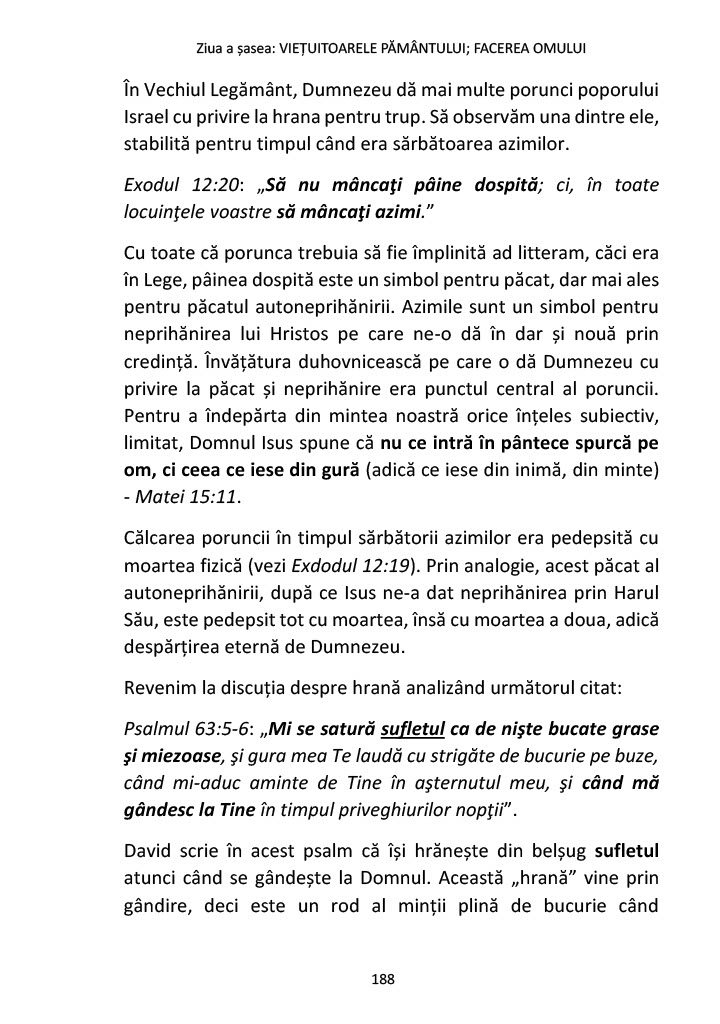 Ziua a șasea: VIEȚUITOARELE PĂMÂNTULUI; FACEREA OMULUI
În Vechiul Legământ, Dumnezeu dă mai multe porunci poporului
Israel cu privire la hrana pentru trup. Să observăm una dintre ele,
stabilită pentru timpul când era sărbătoarea azimilor.
Exodul 12:20: „Să nu mâncaţi pâine dospită; ci, în toate
locuinţele voastre să mâncaţi azimi.”
Cu toate că porunca trebuia să fie împlinită ad litteram, căci era
în Lege, pâinea dospită este un simbol pentru păcat, dar mai ales
pentru păcatul autoneprihănirii. Azimile sunt un simbol pentru
neprihănirea lui Hristos pe care ne-o dă în dar și nouă prin
credință. Învățătura duhovnicească pe care o dă Dumnezeu cu
privire la păcat și neprihănire era punctul central al poruncii.
Pentru a îndepărta din mintea noastră orice înțeles subiectiv,
limitat, Domnul Isus spune că nu ce intră în pântece spurcă pe
om, ci ceea ce iese din gură (adică ce iese din inimă, din minte)
- Matei 15:11.
Călcarea poruncii în timpul sărbătorii azimilor era pedepsită cu
moartea fizică (vezi Exdodul 12:19). Prin analogie, acest păcat al
autoneprihănirii, după ce Isus ne-a dat neprihănirea prin Harul
Său, este pedepsit tot cu moartea, însă cu moartea a doua, adică
despărțirea eternă de Dumnezeu.
Revenim la discuția despre hrană analizând următorul citat:
Psalmul 63:5-6: „Mi se satură sufletul ca de nişte bucate grase
şi miezoase, şi gura mea Te laudă cu strigăte de bucurie pe buze,
când mi-aduc aminte de Tine în aşternutul meu, şi când mă
gândesc la Tine în timpul priveghiurilor nopţii”.
David scrie în acest psalm că își hrănește din belșug sufletul
atunci când se gândește la Domnul. Această „hrană” vine prin
gândire, deci este un rod al minții plină de bucurie când
188